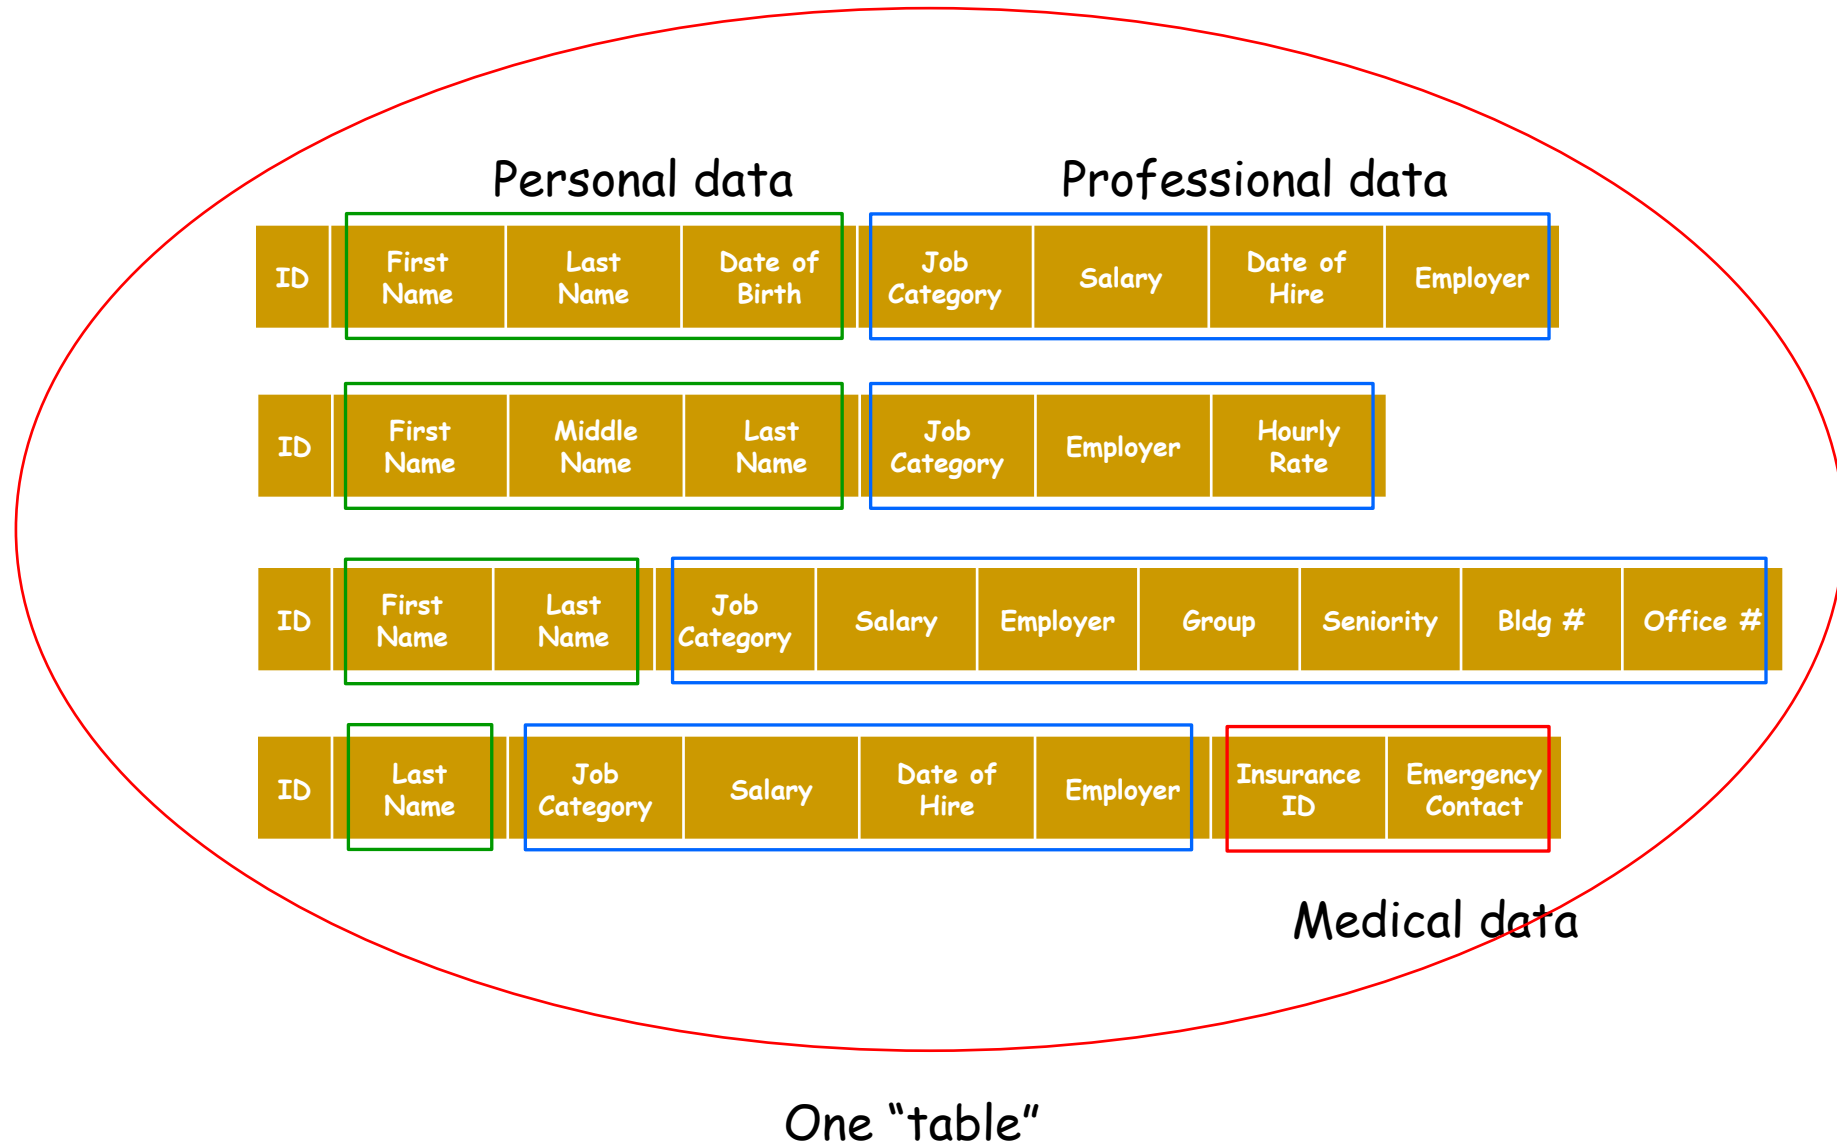 Personal data
Professional data
ID
First
Name
Last
Name
Date of
Birth
Job
Category
Salary
Date of
Hire
Employer
ID
First
Name
Middle
Name
Last
Name
Job
Category
Employer
Hourly
Rate
ID
First
Name
Last
Name
Job
Category
Salary
Employer
Group
Seniority
Bldg #
Office #
ID
Last
Name
Job
Category
Salary
Date of
Hire
Employer
Insurance
ID
Emergency
Contact
Medical data
One “table”